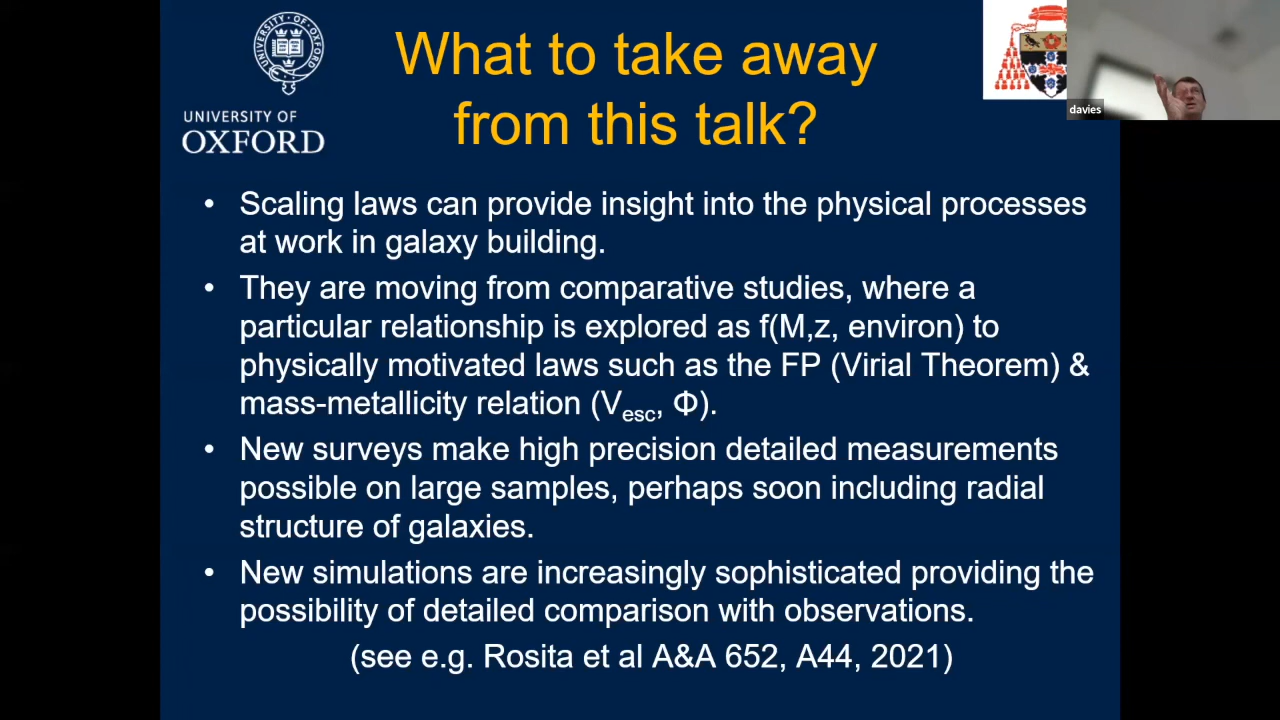 UNIVERSITY·OF·OXFORD
UNIVERSITY OF
OXFORD
What to take away
from this talk?
davies
• Scaling laws can provide insight into the physical processes
at work in galaxy building.
• They are moving from comparative studies, where a
particular relationship is explored as f(M,z, environ) to
physically motivated laws such as the FP (Virial Theorem) &
mass-metallicity relation (Vesc, Φ).
• New surveys make high precision detailed measurements
possible on large samples, perhaps soon including radial
structure of galaxies.
• New simulations are increasingly sophisticated providing the
possibility of detailed comparison with observations.
(see e.g. Rosita et al A&A 652, A44, 2021)